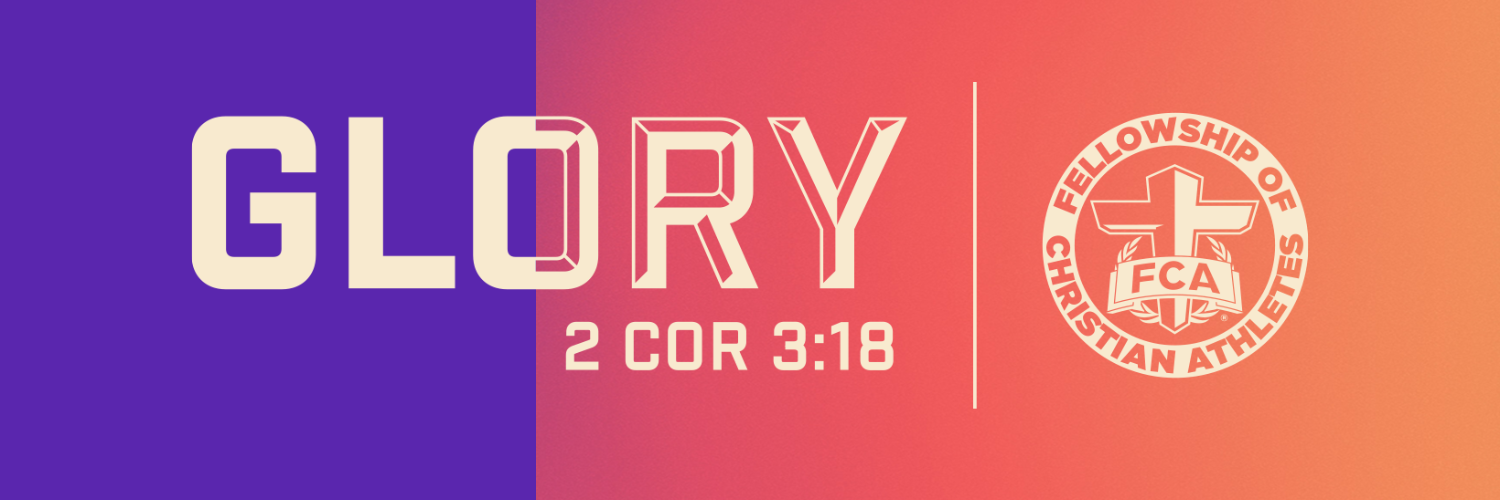 GLORY
2 COR 3:18
FELLOWSHIP OF
CHRISTIAN ATHLETES
FCA
®